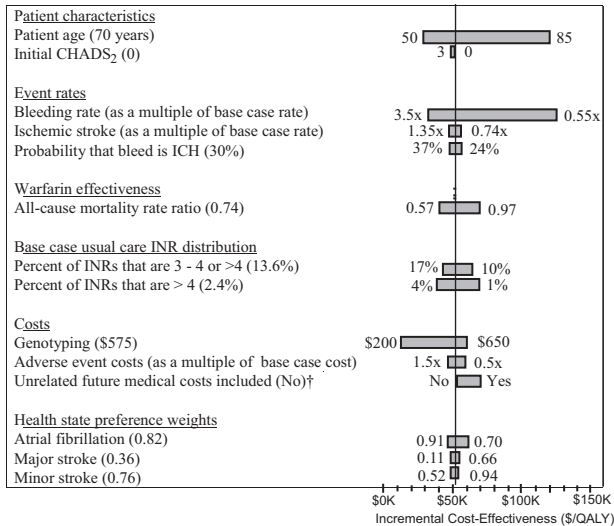 Patient characteristics
Patient age (70 years) 50 85
Initial CHADS2 (0) 3 0
Event rates
Bleeding rate (as a multiple of base case rate) 3.5x 0.55x
Ischemic stroke (as a multiple of base case rate) 1.35x 0.74x
Probability that bleed is ICH (30%) 37% 24%
Warfarin effectiveness
All-cause mortality rate ratio (0.74) 0.57 0.97
Base case usual care INR distribution
Percent of INRs that are 3 - 4 or >4 (13.6%) 17% 10%
Percent of INRs that are > 4 (2.4%) 4% 1%
Costs
Genotyping ($575) $200 $650
Adverse event costs (as a multiple of base case cost) 1.5x 0.5x
Unrelated future medical costs included (No)† No Yes
Health state preference weights
Atrial fibrillation (0.82) 0.91 0.70
Major stroke (0.36) 0.11 0.66
Minor stroke (0.76) 0.52 0.94
$0K $50K $100K $150K
Incremental Cost-Effectiveness ($/QALY)